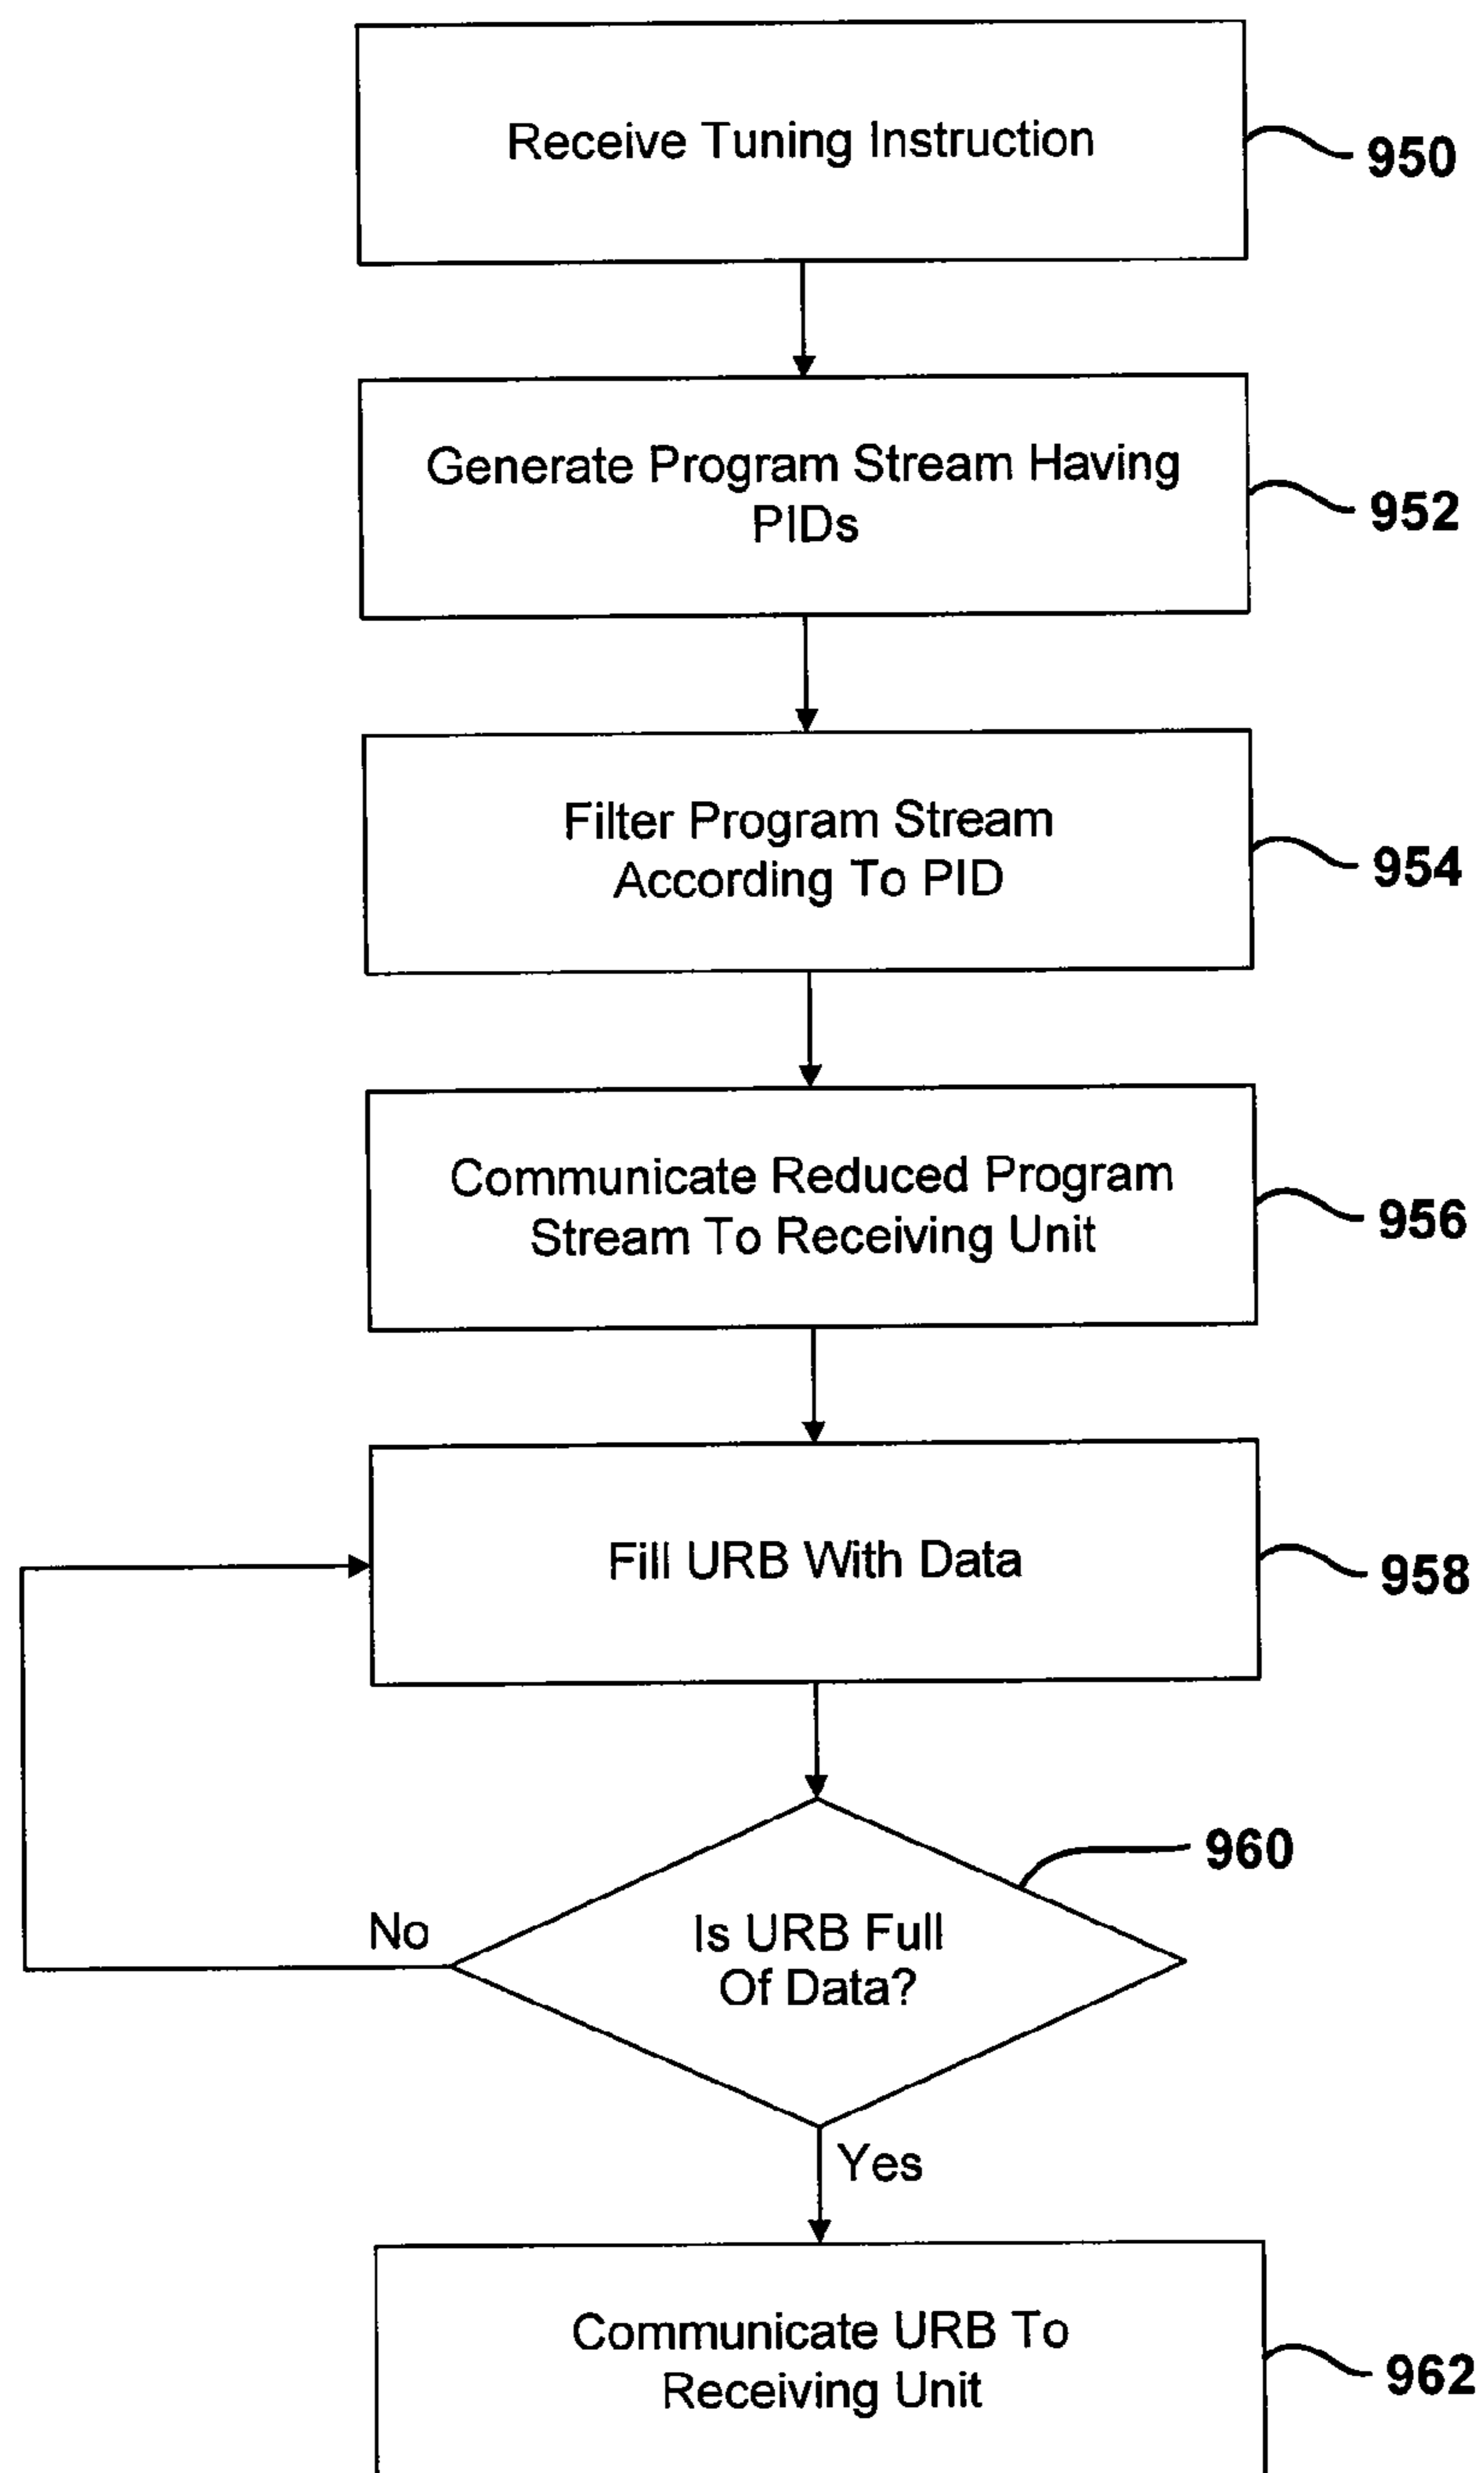 Receive Tuning Instruction
950
Generate Program Stream Having
PIDs
952
Filter Program Stream
According To PID
954
Communicate Reduced Program
Stream To Receiving Unit
956
Fill URB With Data
958
960
No
Is URB Full
Of Data?
Yes
Communicate URB To
Receiving Unit
962